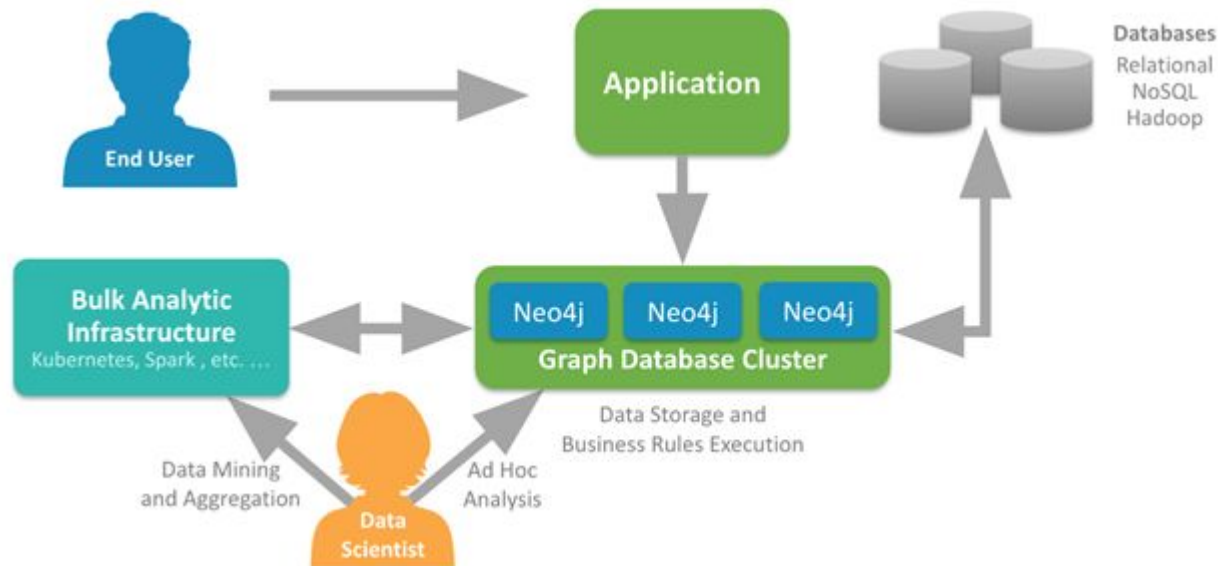 End User
Application
Databases
Relational
NoSQL
Hadoop
Bulk Analytic
Infrastructure
Kubernetes, Spark , etc. ...
Neo4j
Neo4j
Neo4j
Graph Database Cluster
Data Storage and
Business Rules Execution
Data Mining
and Aggregation
Ad Hoc
Analysis
Data
Scientist